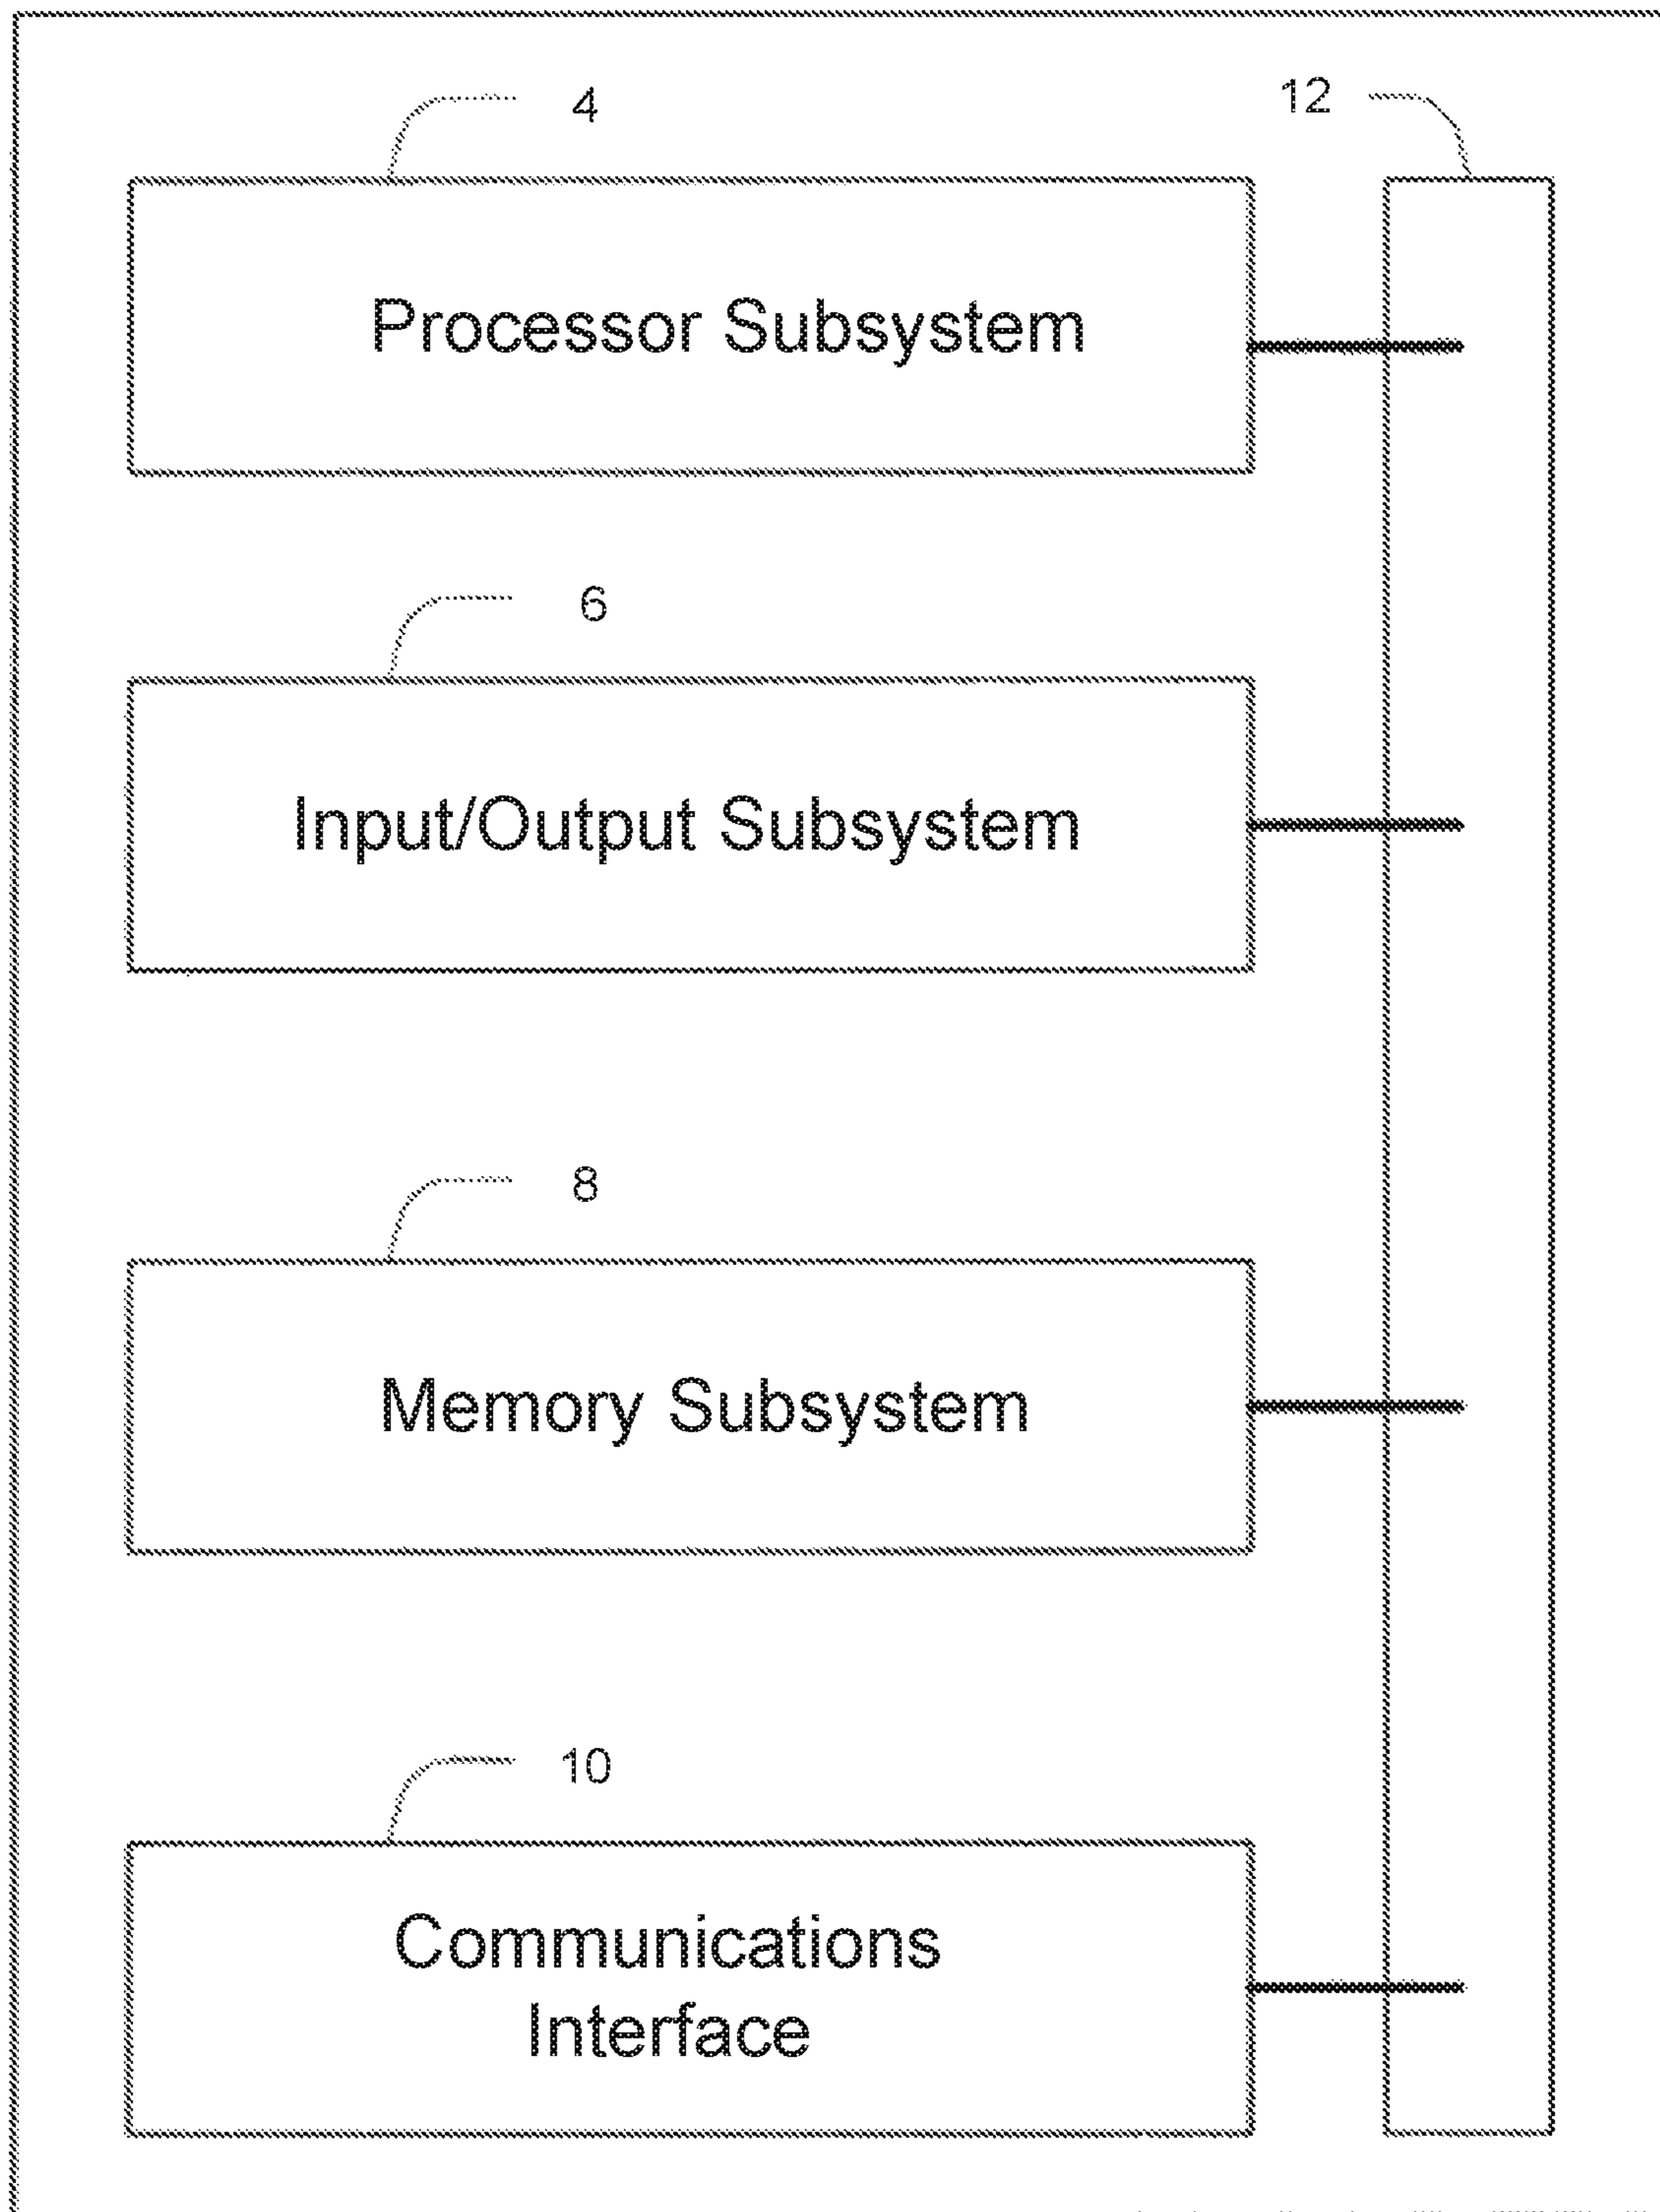 4
12
Processor Subsystem
6
Input/Output Subsystem
8
Memory Subsystem
10
Communications
Interface